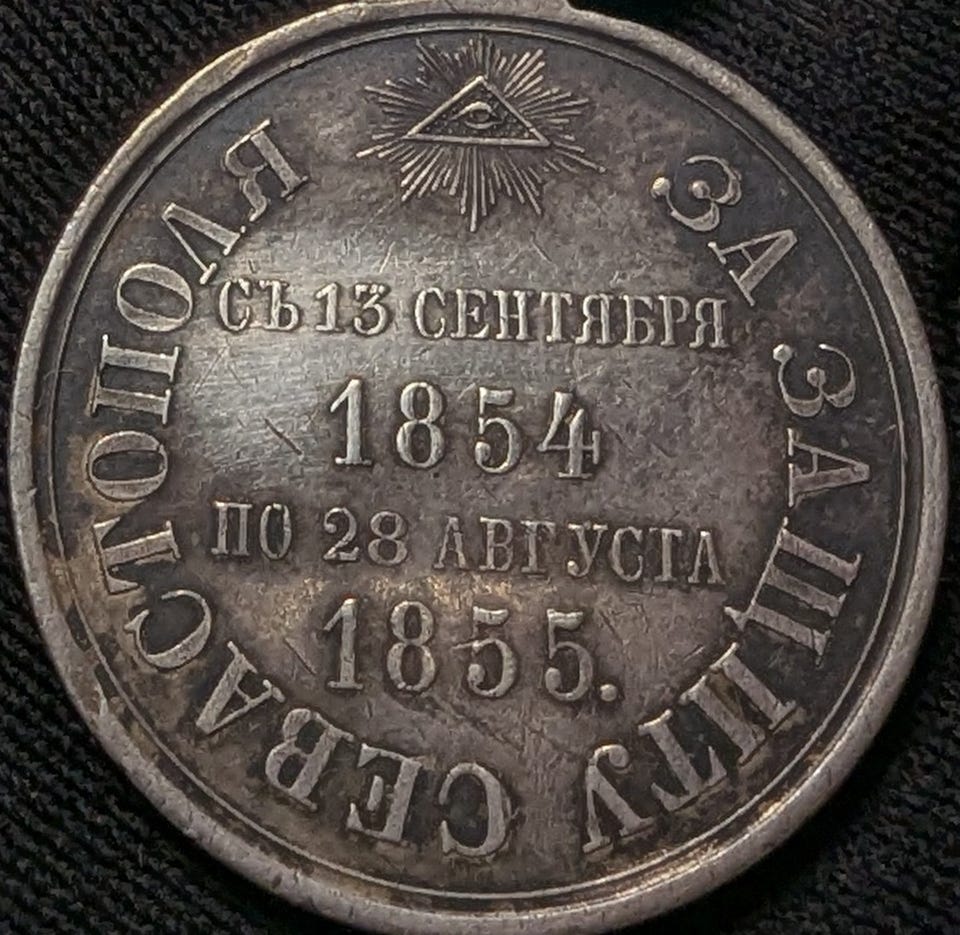 ЗА ЗАЩИТУ СЕВАСТОПОЛЯ
СЪ 13 СЕНТЯБРЯ
1854
ПО 28 АВГУСТА
1855.